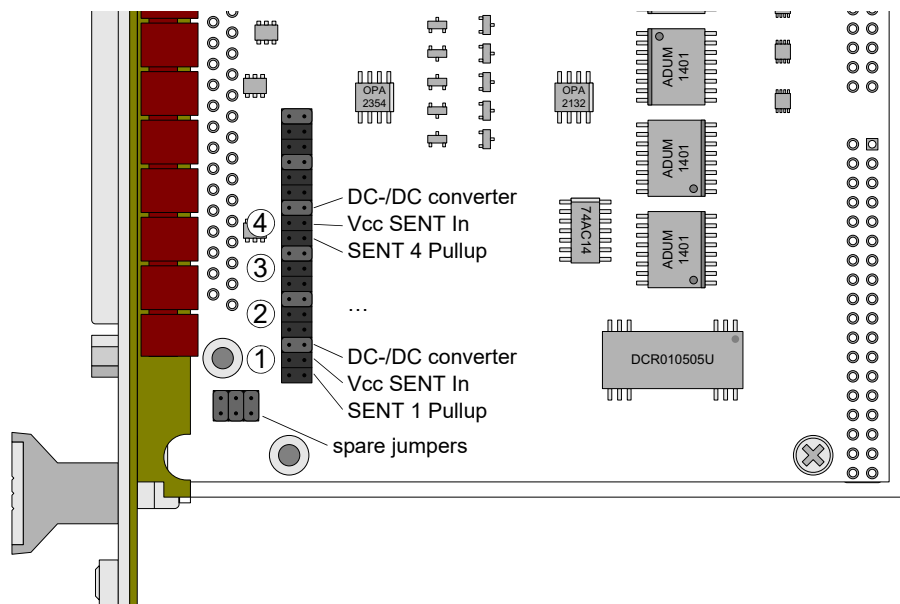 OPA
2354
OPA
2132
ADUM
1401
ADUM
1401
74AC14
ADUM
1401
DC-/DC converter
4 Vcc SENT In
SENT 4 Pullup
3
2 ...
DCR010505U
1 DC-/DC converter
Vcc SENT In
SENT 1 Pullup
spare jumpers